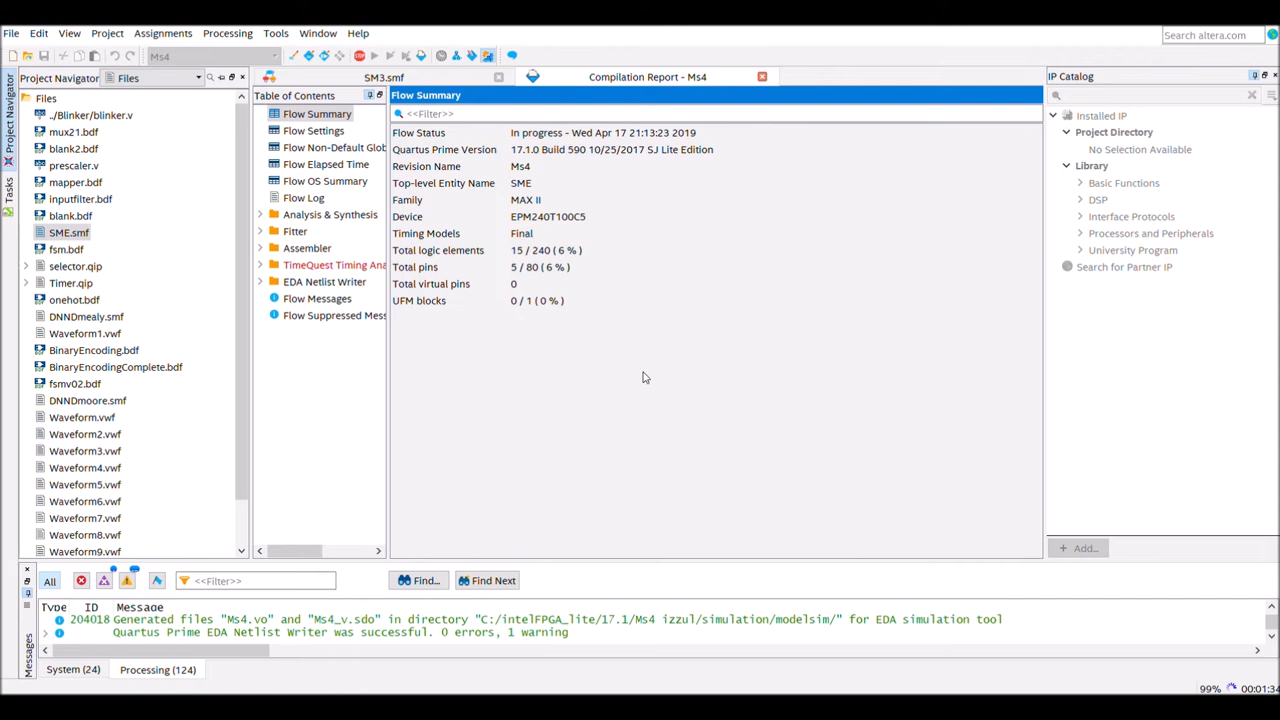 File Edit View Project Assignments Processing Tools Window Help
Search altera.com
Ms4
Project Navigator
Tasks
Project Navigator Files
Files
../Blinker/blinker.v
mux21.bdf
blank2.bdf
prescaler.v
mapper.bdf
inputfilter.bdf
blank.bdf
SME.smf
fsm.bdf
selector.qip
Timer.qip
onehot.bdf
DNNDmealy.smf
Waveform1.vwf
BinaryEncoding.bdf
BinaryEncodingComplete.bdf
fsmv02.bdf
DNNDmoore.smf
Waveform.vwf
Waveform2.vwf
Waveform3.vwf
Waveform4.vwf
Waveform5.vwf
Waveform6.vwf
Waveform7.vwf
Waveform8.vwf
Waveform9.vwf
SM3.smf
Compilation Report - Ms4
Table of Contents
Flow Summary
Flow Settings
Flow Non-Default Glob
Flow Elapsed Time
Flow OS Summary
Flow Log
Analysis & Synthesis
Fitter
Assembler
TimeQuest Timing Ana
EDA Netlist Writer
Flow Messages
Flow Suppressed Mess
Flow Summary
<<Filter>>
Flow Status In progress - Wed Apr 17 21:13:23 2019
Quartus Prime Version 17.1.0 Build 590 10/25/2017 SJ Lite Edition
Revision Name Ms4
Top-level Entity Name SME
Family MAX II
Device EPM240T100C5
Timing Models Final
Total logic elements 15 / 240 ( 6 % )
Total pins 5 / 80 ( 6 % )
Total virtual pins 0
UFM blocks 0 / 1 ( 0 % )
IP Catalog
Installed IP
Project Directory
No Selection Available
Library
Basic Functions
DSP
Interface Protocols
Processors and Peripherals
University Program
Search for Partner IP
+ Add...
All <<Filter>> Find... Find Next
Type ID Message
204018 Generated files "Ms4.vo" and "Ms4_v.sdo" in directory "C:/intelFPGA_lite/17.1/Ms4 izzul/simulation/modelsim/" for EDA simulation tool
Quartus Prime EDA Netlist Writer was successful. 0 errors, 1 warning
Messages
System (24) Processing (124)
99% 00:01:34